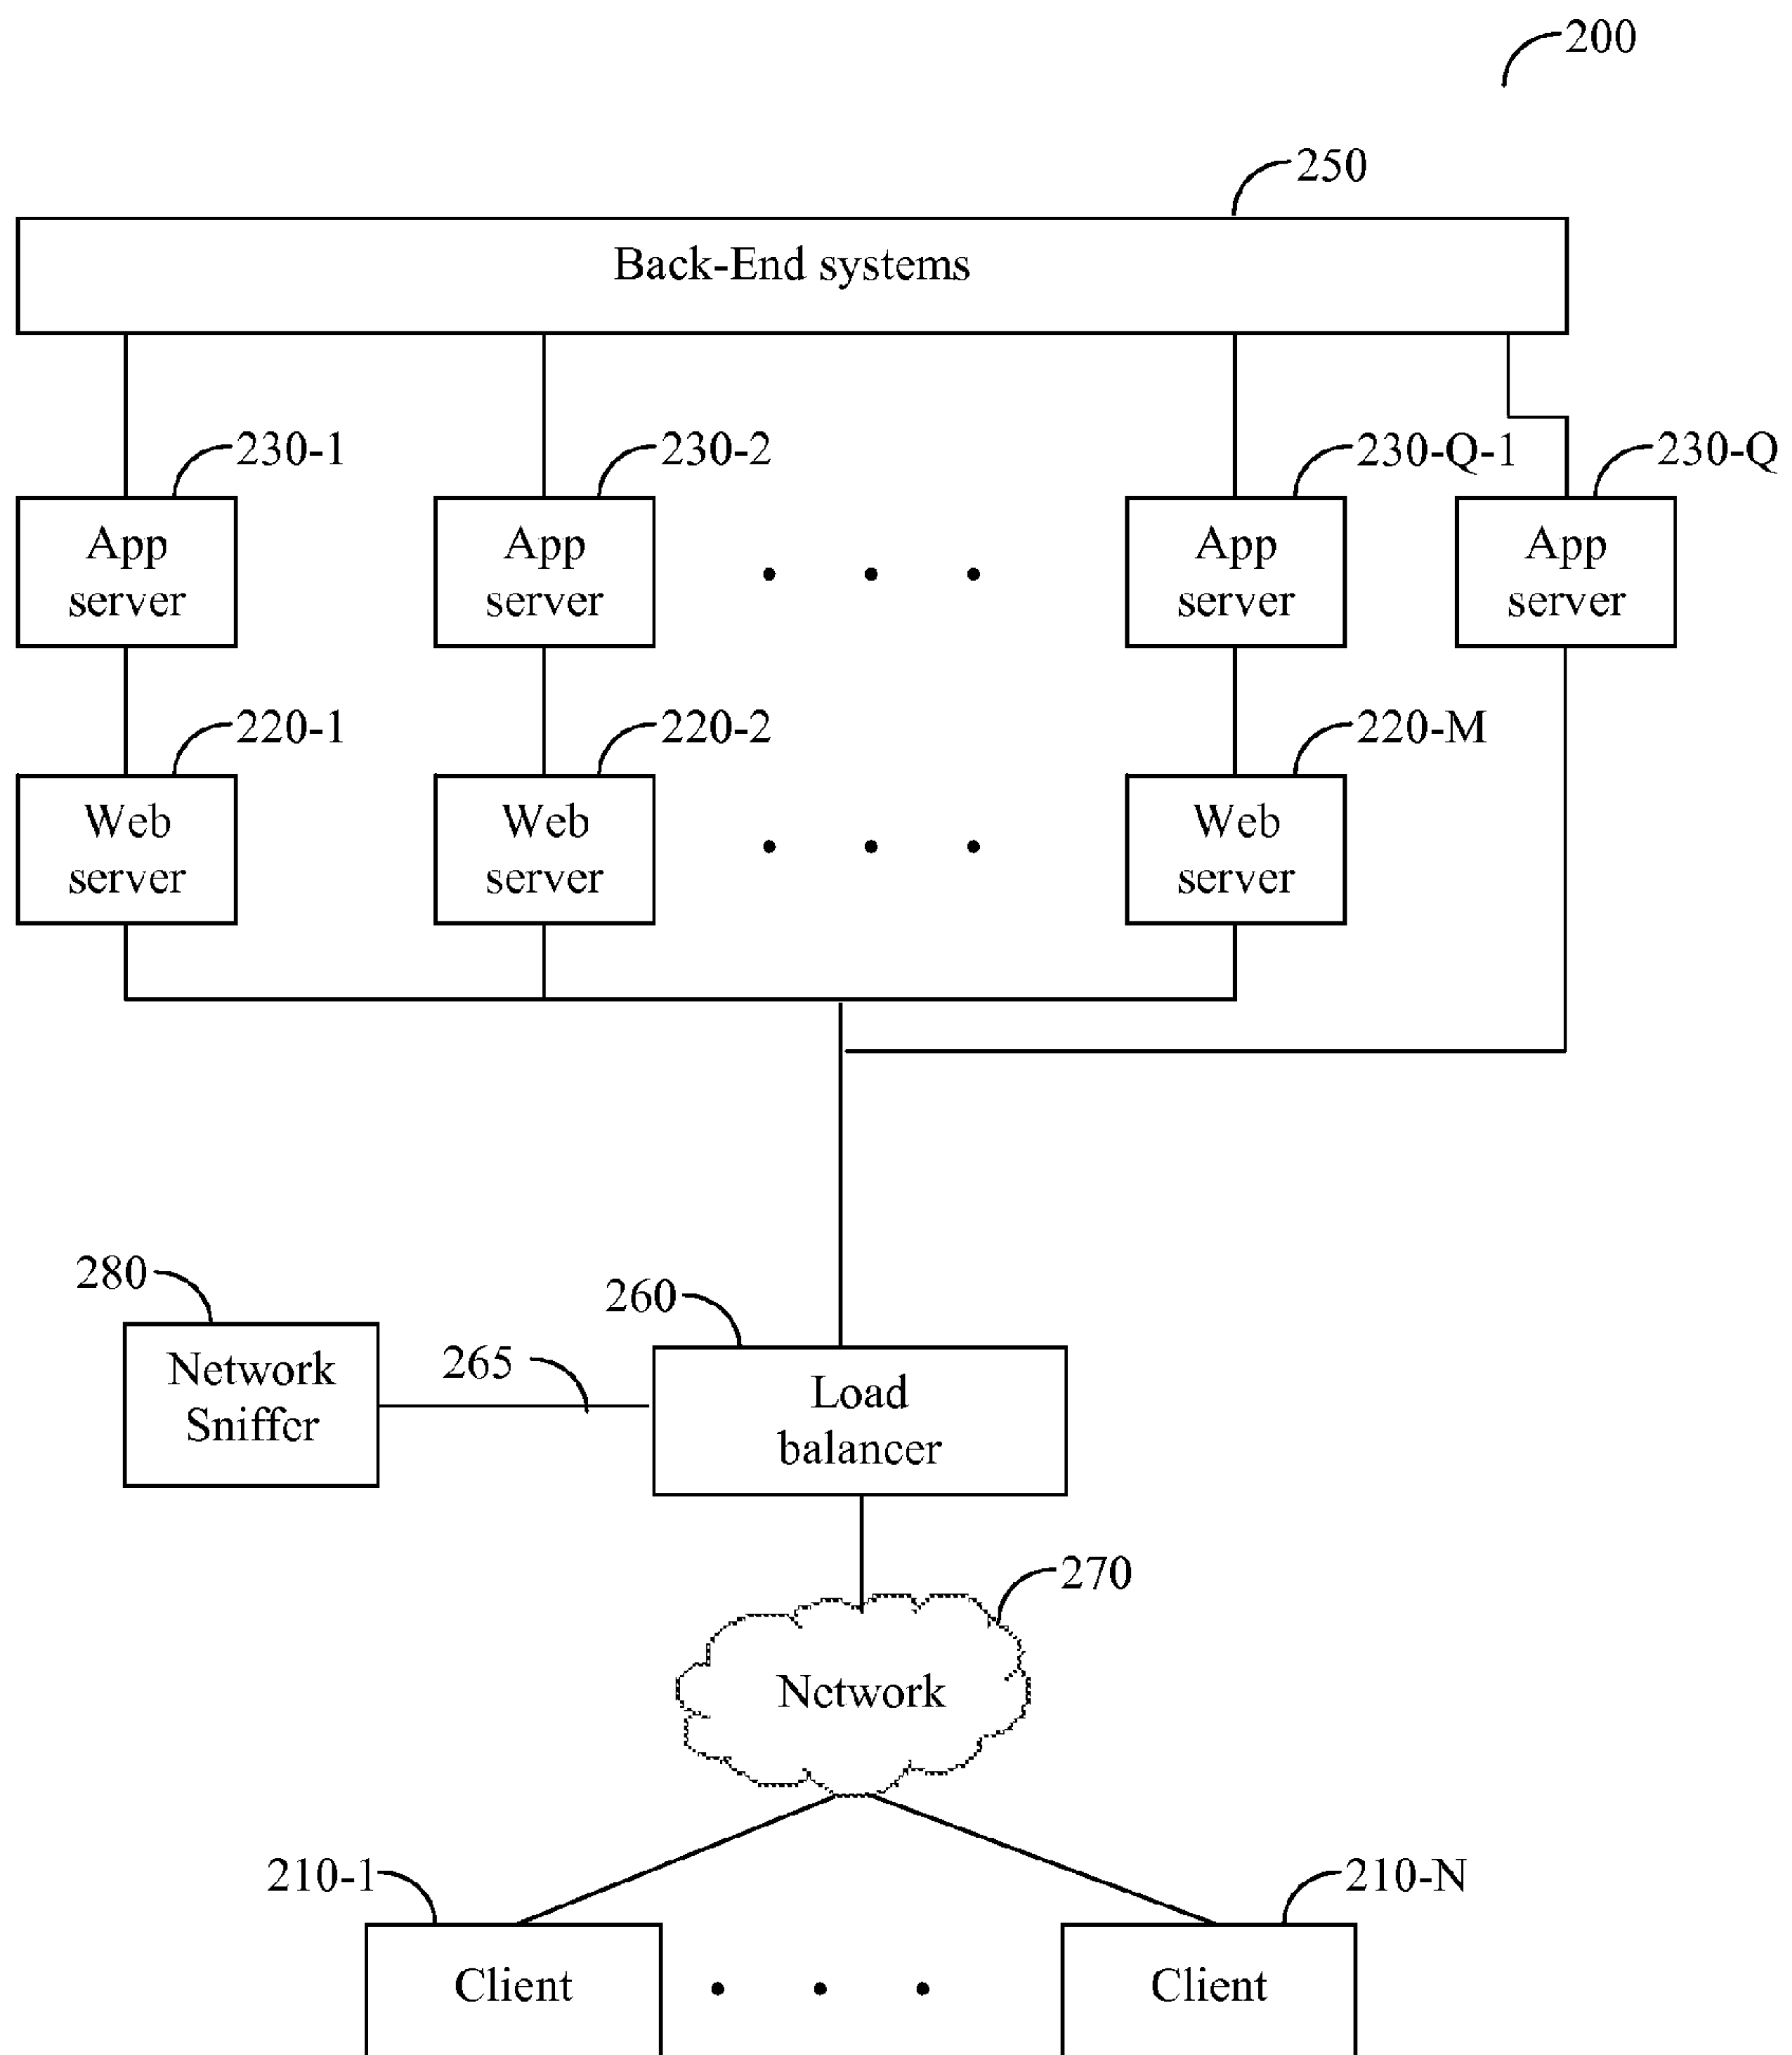 200
250
Back-End systems
230-1
230-2
230-Q-1
230-Q
App
server
App
server
App
server
App
server
220-1
220-2
220-M
Web
server
Web
server
Web
server
280
260
265
Network
Sniffer
Load
balancer
270
Network
210-1
210-N
Client
Client